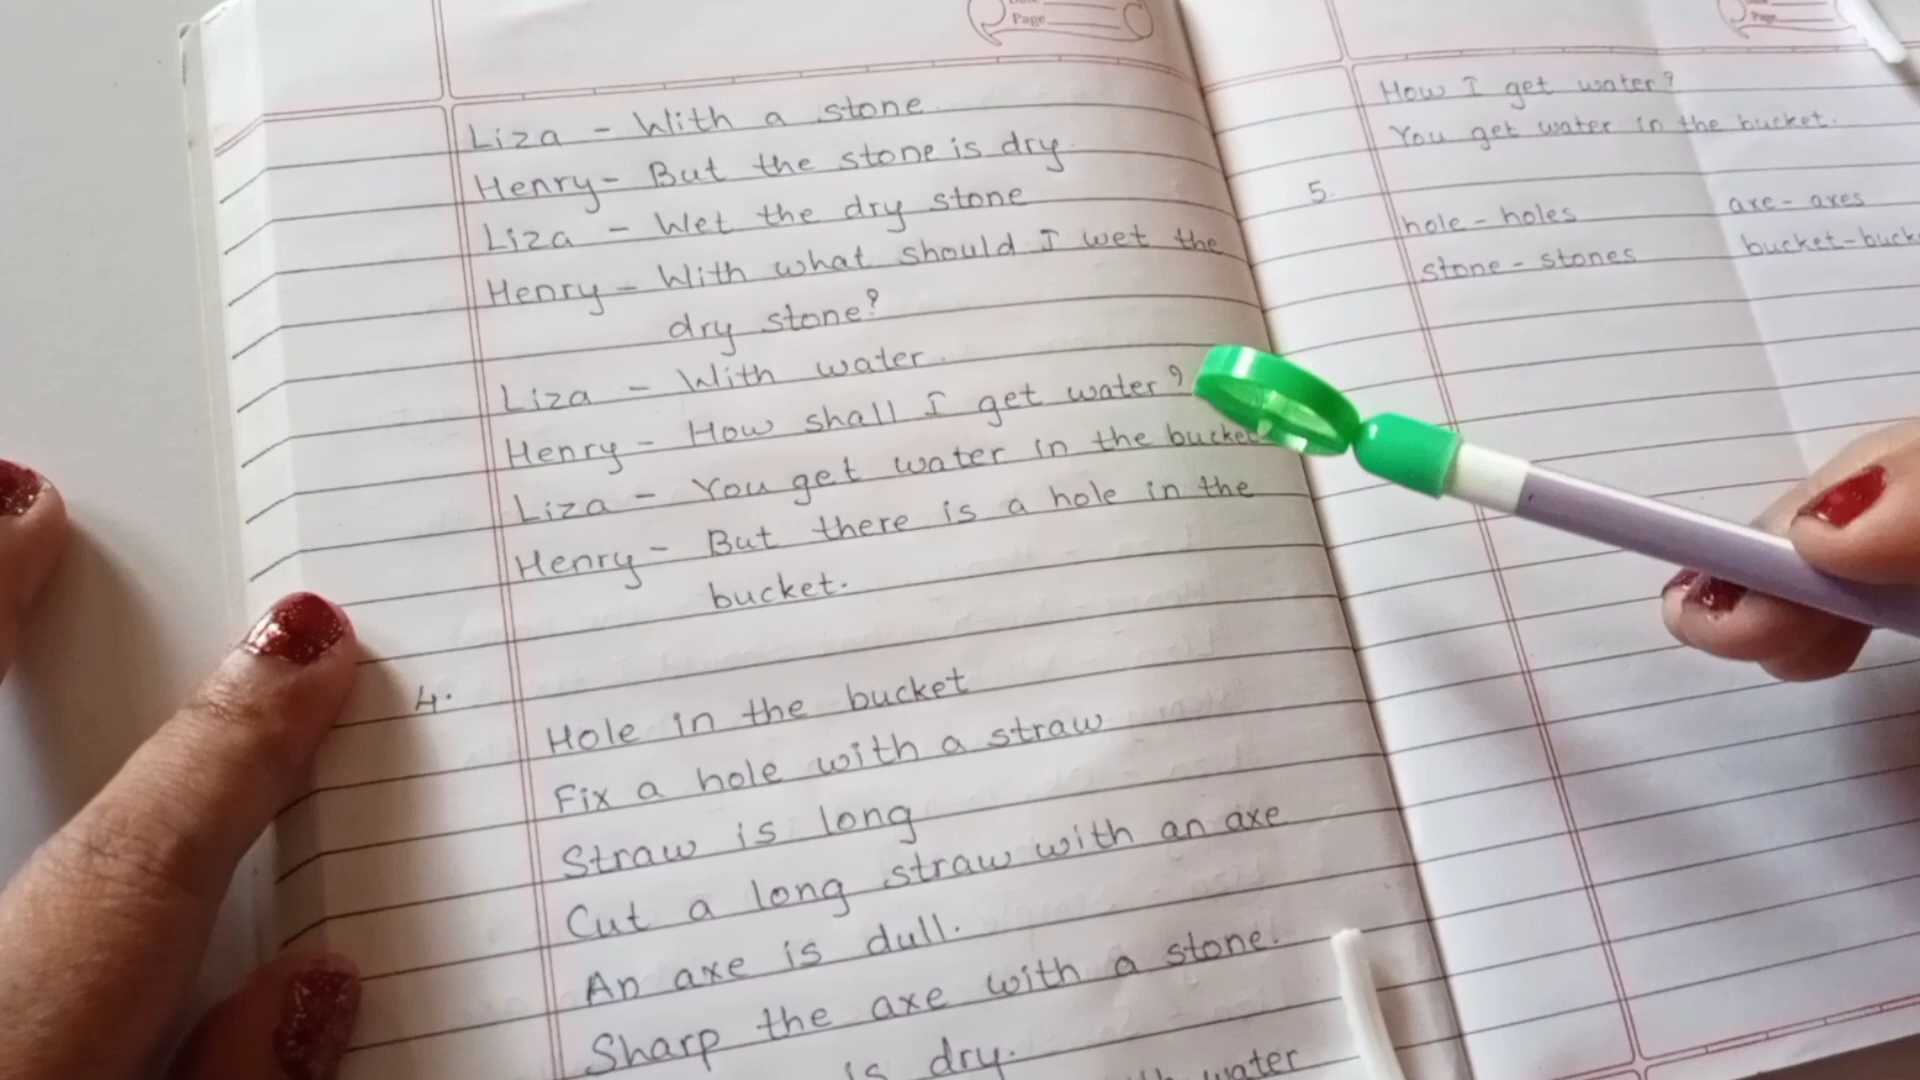 Page
Liza - With a stone
Henry - But the stone is dry
Liza - Wet the dry stone
Henry - With what should I wet the
dry stone?
Liza - With water.
Henry - How shall I get water?
Liza - You get water in the bucket
Henry - But there is a hole in the
bucket.
4.
Hole in the bucket
Fix a hole with a straw
Straw is long
Cut a long straw with an axe
An axe is dull.
Sharp the axe with a stone.
is dry.
water
Page
How I get water?
You get water in the bucket.
5.
hole - holes
axe - axes
stone - stones
bucket - bucke